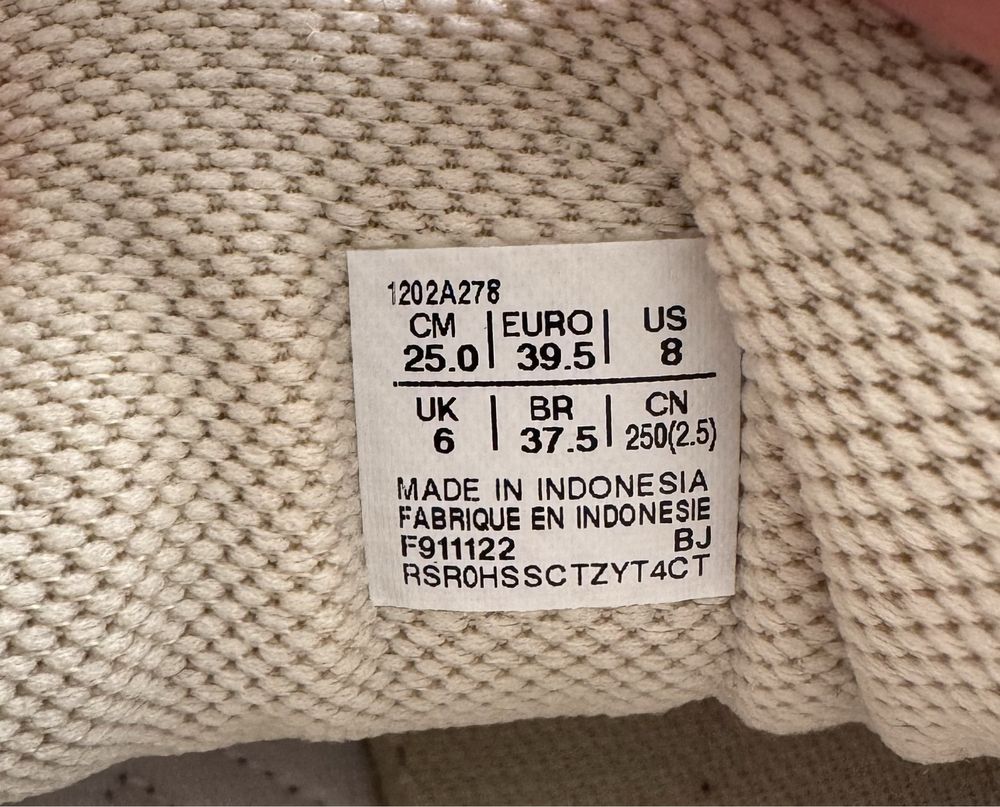 1202A278
CM | EURO | US
25.0 | 39.5 | 8
UK | BR | CN
6 | 37.5 | 250(2.5)
MADE IN INDONESIA
FABRIQUE EN INDONESIE
F911122 BJ
RSR0HSSCTZYT4CT